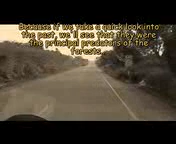 Because if we take a quick look into
the past, we'll see that they were
the principal predators of the
forests...